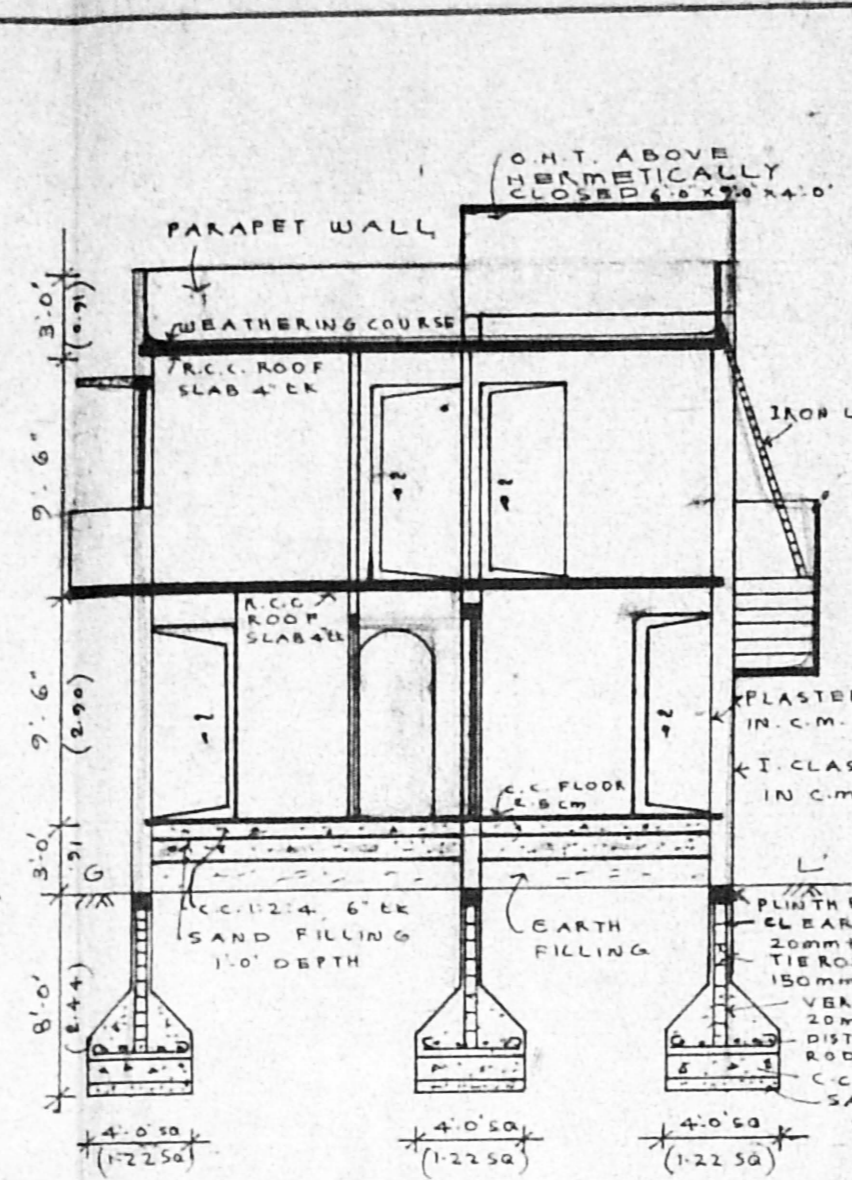 O.H.T. ABOVE
HERMETICALLY
CLOSED 6'.0" X 9'.0" X 4'.0'
PARAPET WALL
3'.0'
(0.91)
WEATHERING COURSE
R.C.C. ROOF
SLAB 4" tK
IRON
9'. 6"
R.C.C.
ROOF
SLAB 4" tK
9'. 6"
(2.90)
PLASTE
IN. C.M.
I. CLAS
IN C.M
C.C. FLOOR
2.5 cm
3'.0'
.91
G
L
C.C. 1:2:4 6" tK
SAND FILLING
1'.0" DEPTH
EARTH
FILLING
PLINTH
CLEAR
20mm
TIE RO
150mm
VER
20m
DIST
ROD
C.C
SA
8'.0'
(2.44)
4'.0" SQ
(1.22 SQ)
4'.0" SQ
(1.22 SQ)
4'.0" SQ
(1.22 SQ)